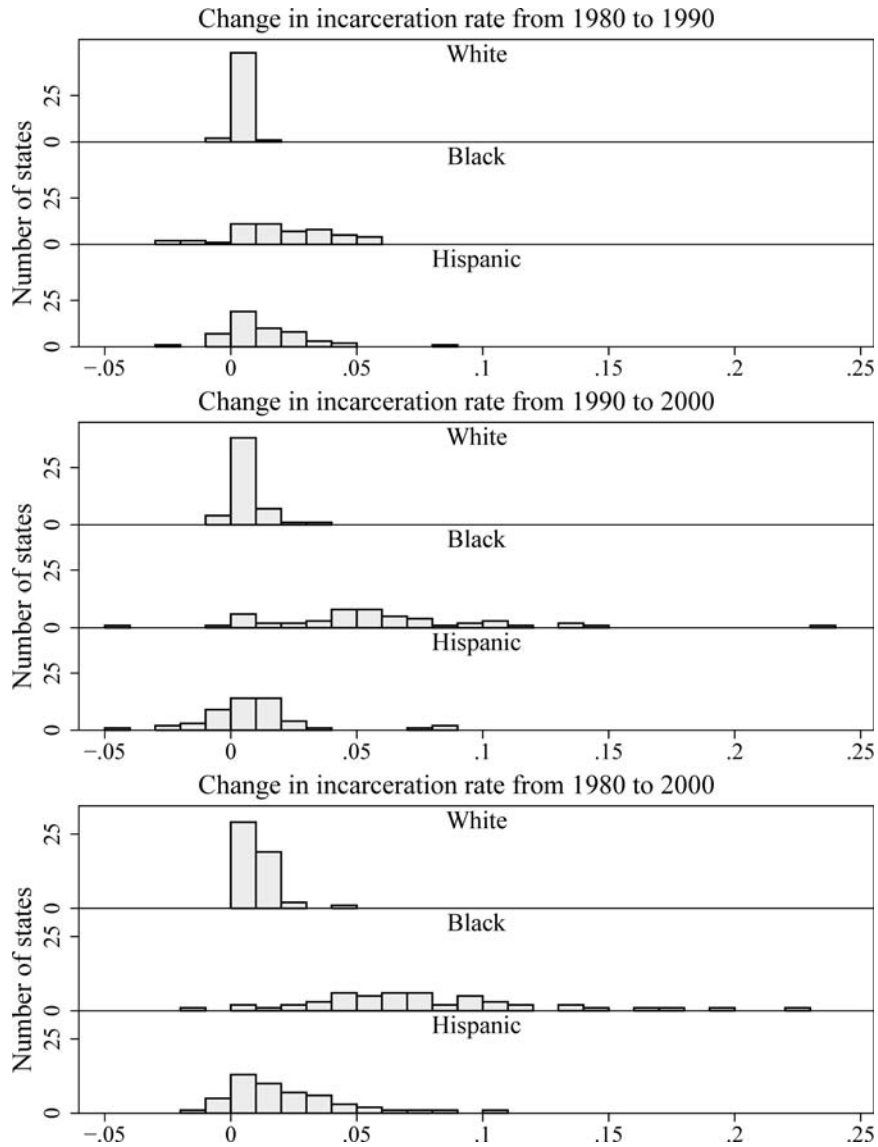 Change in incarceration rate from 1980 to 1990
White
25
0
Black
25
0
Hispanic
25
0
Number of states
−.05 0 .05 .1 .15 .2 .25
Change in incarceration rate from 1990 to 2000
White
25
0
Black
25
0
Hispanic
25
0
Number of states
−.05 0 .05 .1 .15 .2 .25
Change in incarceration rate from 1980 to 2000
White
25
0
Black
25
0
Hispanic
25
0
Number of states
−.05 0 .05 .1 .15 .2 .25